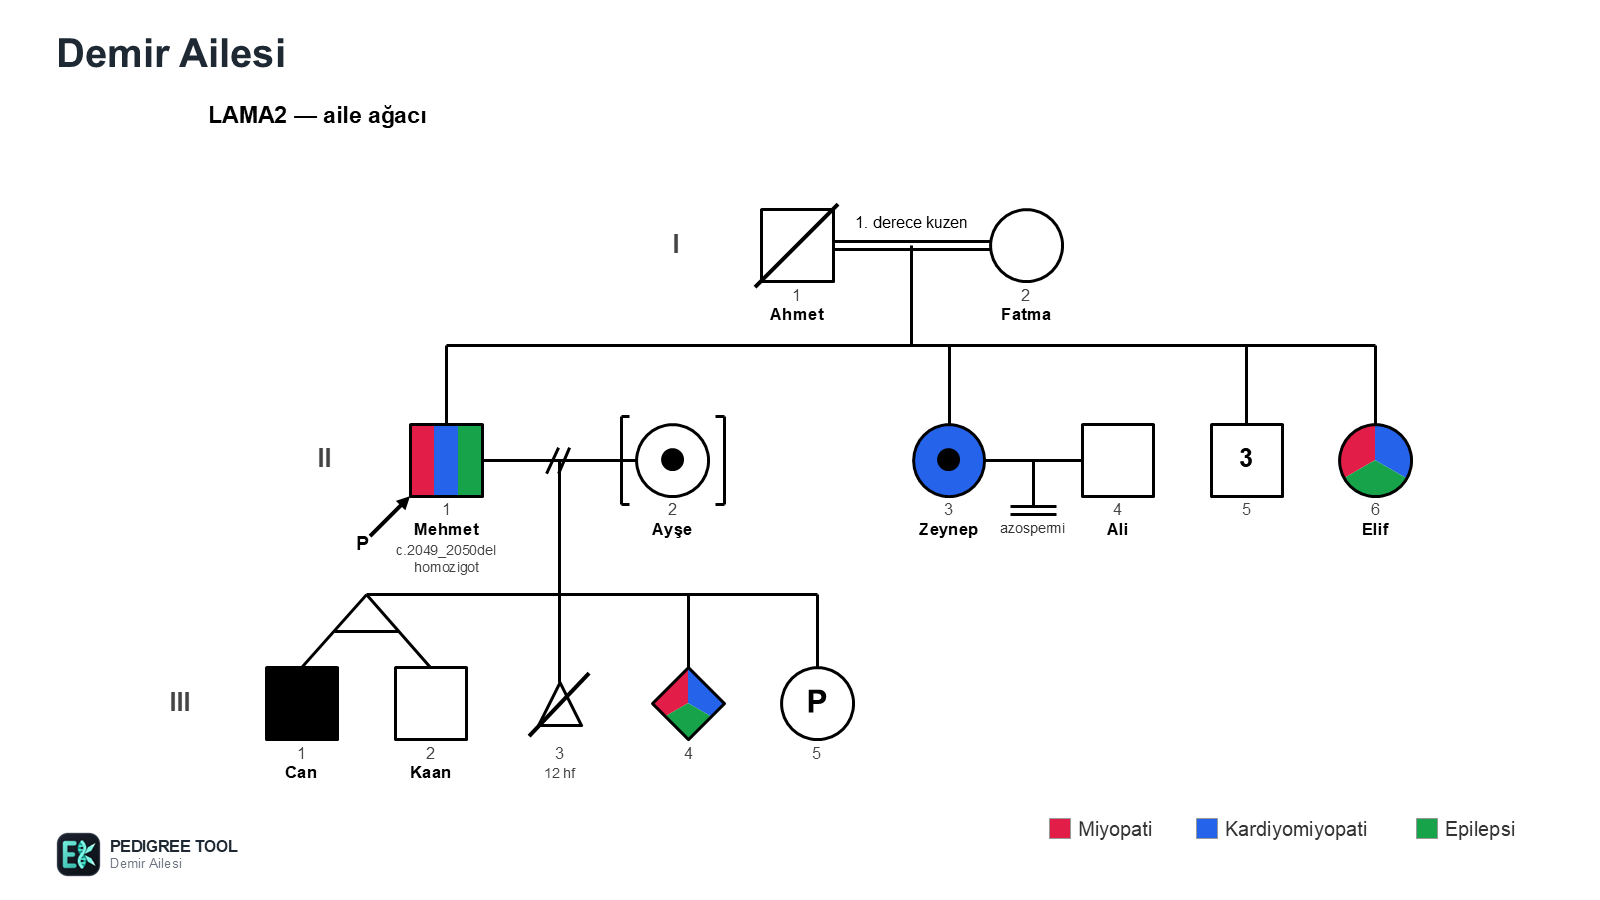 Demir Ailesi
LAMA2 — aile ağacı
1. derece kuzen
I
1
2
Ahmet
Fatma
II
3
1
2
3
4
5
6
Mehmet
Ayşe
Zeynep
azospermi
Ali
Elif
P
c.2049_2050del
homozigot
III
P
1
2
3
4
5
Can
Kaan
12 hf
Miyopati
Kardiyomiyopati
Epilepsi
EK
PEDIGREE TOOL
Demir Ailesi